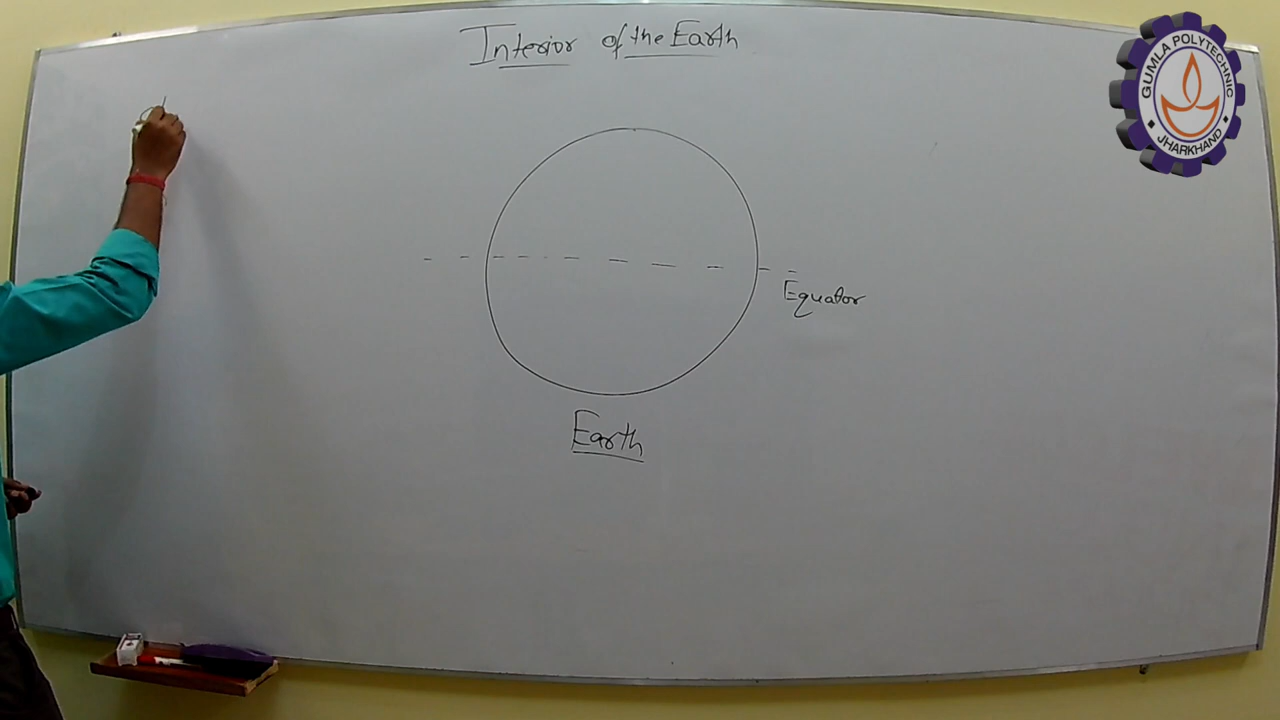 Interior of the Earth
GUMLA POLYTECHNIC
JHARKHAND
Equator
Earth